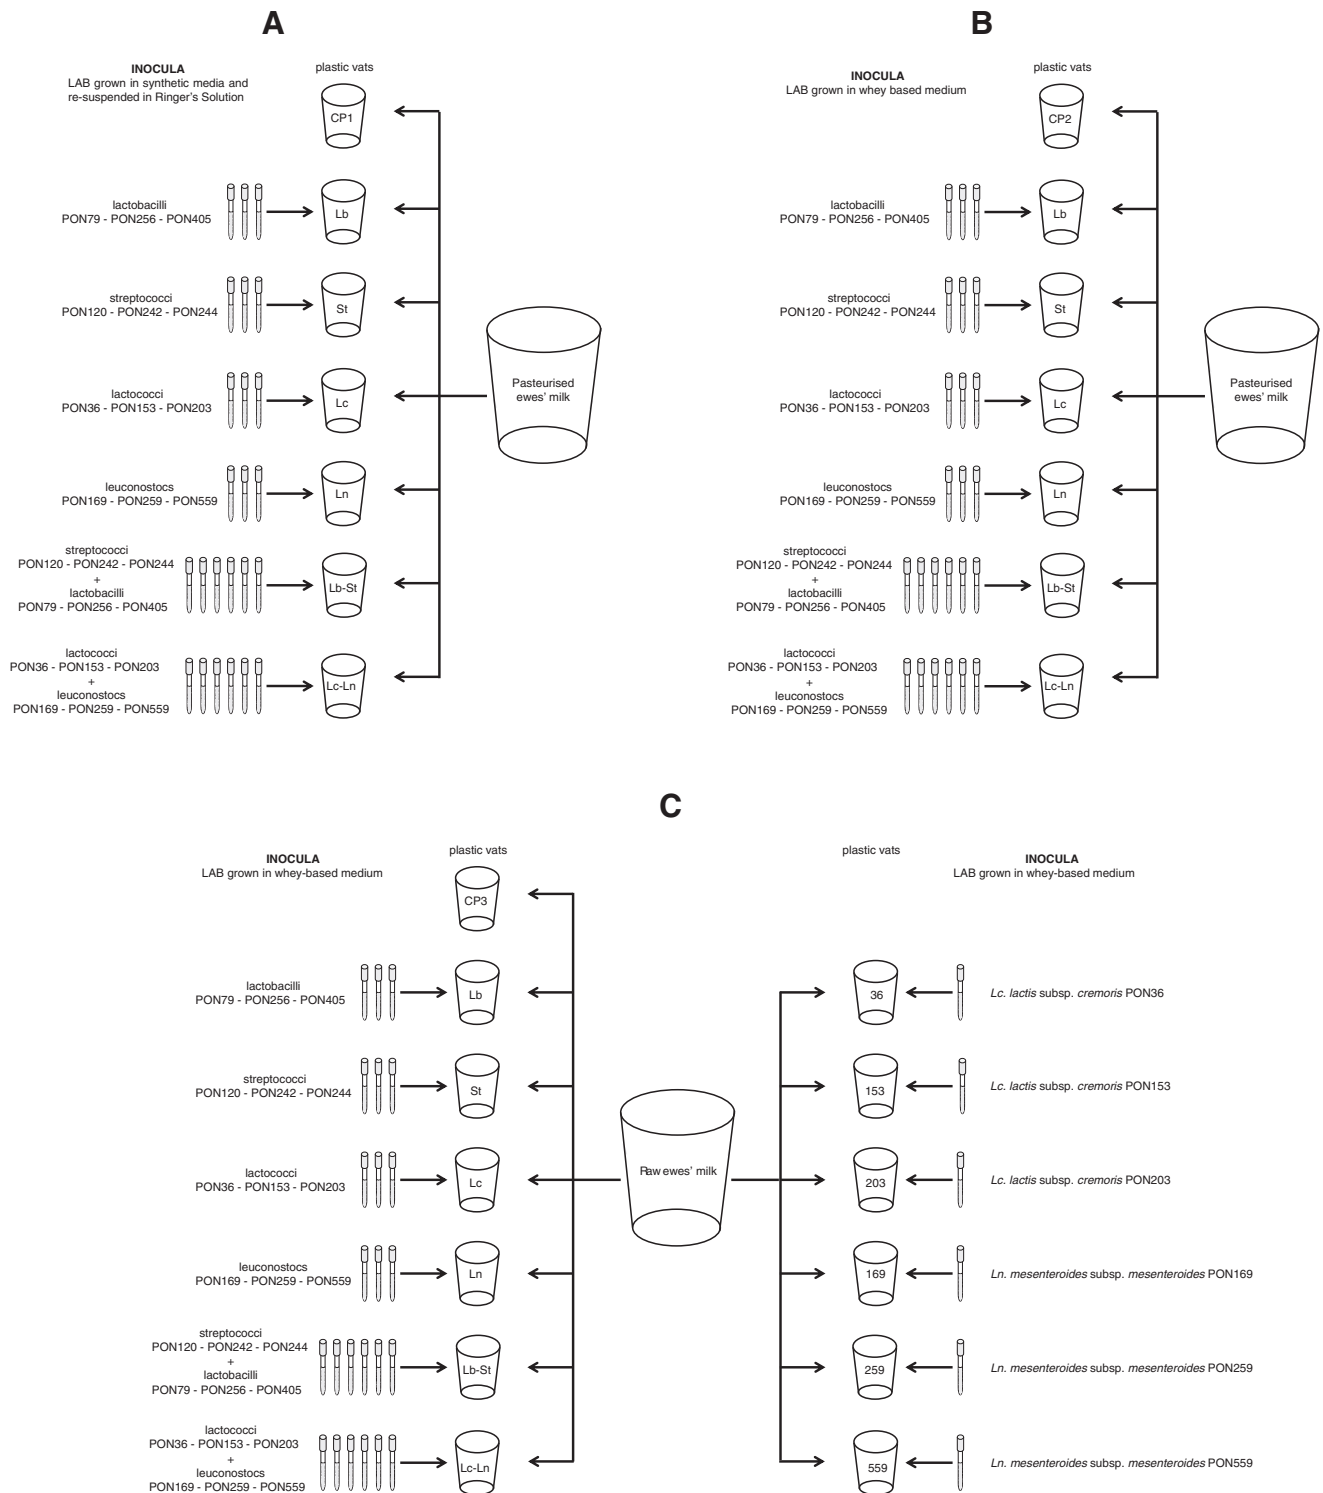 A
INOCULA
LAB grown in synthetic media and
re-suspended in Ringer's Solution
plastic vats
CP1
lactobacilli
PON79 - PON256 - PON405
Lb
streptococci
PON120 - PON242 - PON244
St
lactococci
PON36 - PON153 - PON203
Lc
leuconostocs
PON169 - PON259 - PON559
Ln
streptococci
PON120 - PON242 - PON244
+
lactobacilli
PON79 - PON256 - PON405
Lb-St
lactococci
PON36 - PON153 - PON203
+
leuconostocs
PON169 - PON259 - PON559
Lc-Ln
Pasteurised
ewes' milk
B
INOCULA
LAB grown in whey based medium
plastic vats
CP2
lactobacilli
PON79 - PON256 - PON405
Lb
streptococci
PON120 - PON242 - PON244
St
lactococci
PON36 - PON153 - PON203
Lc
leuconostocs
PON169 - PON259 - PON559
Ln
streptococci
PON120 - PON242 - PON244
+
lactobacilli
PON79 - PON256 - PON405
Lb-St
lactococci
PON36 - PON153 - PON203
+
leuconostocs
PON169 - PON259 - PON559
Lc-Ln
Pasteurised
ewes' milk
C
INOCULA
LAB grown in whey-based medium
plastic vats
CP3
lactobacilli
PON79 - PON256 - PON405
Lb
streptococci
PON120 - PON242 - PON244
St
lactococci
PON36 - PON153 - PON203
Lc
leuconostocs
PON169 - PON259 - PON559
Ln
streptococci
PON120 - PON242 - PON244
+
lactobacilli
PON79 - PON256 - PON405
Lb-St
lactococci
PON36 - PON153 - PON203
+
leuconostocs
PON169 - PON259 - PON559
Lc-Ln
Raw ewes' milk
plastic vats
INOCULA
LAB grown in whey-based medium
36
Lc. lactis subsp. cremoris PON36
153
Lc. lactis subsp. cremoris PON153
203
Lc. lactis subsp. cremoris PON203
169
Ln. mesenteroides subsp. mesenteroides PON169
259
Ln. mesenteroides subsp. mesenteroides PON259
559
Ln. mesenteroides subsp. mesenteroides PON559